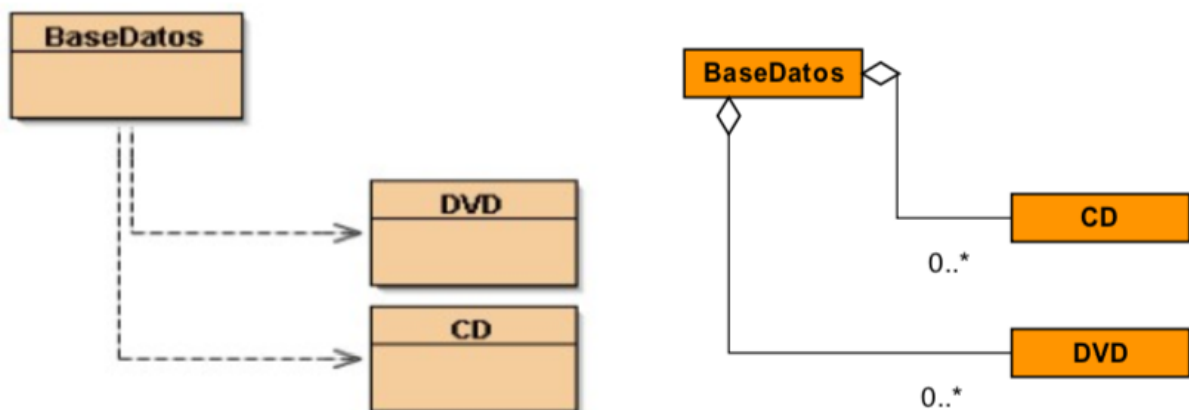 BaseDatos
DVD
CD
BaseDatos
CD
0..*
DVD
0..*